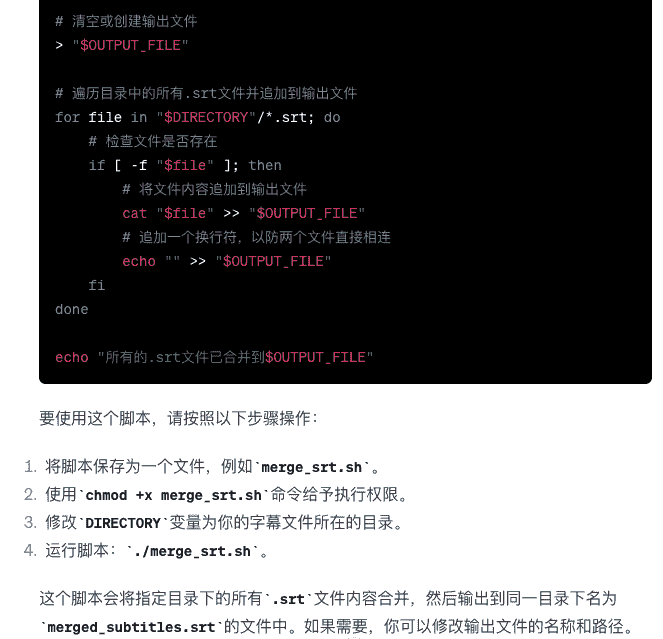 # 清空或创建输出文件
> "$OUTPUT_FILE"
# 遍历目录中的所有.srt文件并追加到输出文件
for file in "$DIRECTORY"/*.srt; do
# 检查文件是否存在
if [ -f "$file" ]; then
# 将文件内容追加到输出文件
cat "$file" >> "$OUTPUT_FILE"
# 追加一个换行符，以防两个文件直接相连
echo "" >> "$OUTPUT_FILE"
fi
done
echo "所有的.srt文件已合并到$OUTPUT_FILE"
要使用这个脚本，请按照以下步骤操作：
1. 将脚本保存为一个文件，例如`merge_srt.sh`。
2. 使用`chmod +x merge_srt.sh`命令给予执行权限。
3. 修改`DIRECTORY`变量为你的字幕文件所在的目录。
4. 运行脚本：`./merge_srt.sh`。
这个脚本会将指定目录下的所有`.srt`文件内容合并，然后输出到同一目录下名为
`merged_subtitles.srt`的文件中。如果需要，你可以修改输出文件的名称和路径。